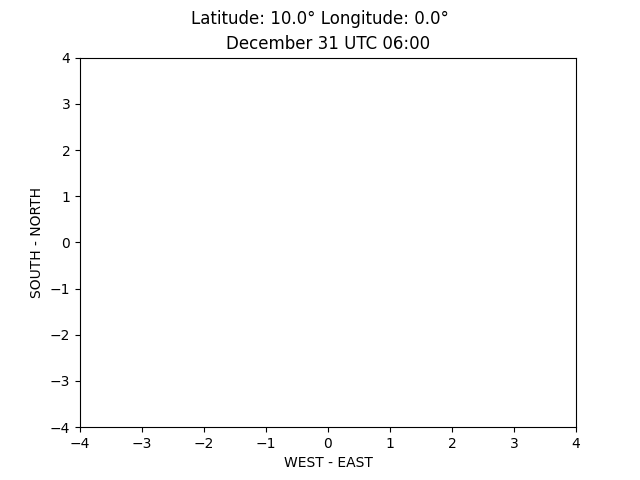 Latitude: 10.0° Longitude: 0.0°
December 31 UTC 06:00
4
3
2
1
0
−1
−2
−3
−4
SOUTH - NORTH
−4 −3 −2 −1 0 1 2 3 4
WEST - EAST